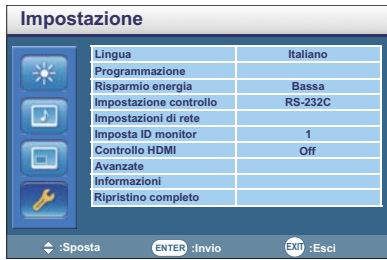 Impostazione
Lingua Italiano
Programmazione
Risparmio energia Bassa
Impostazione controllo RS-232C
Impostazioni di rete
Imposta ID monitor 1
Controllo HDMI Off
Avanzate
Informazioni
Ripristino completo
:Sposta ENTER :Invio EXIT :Esci